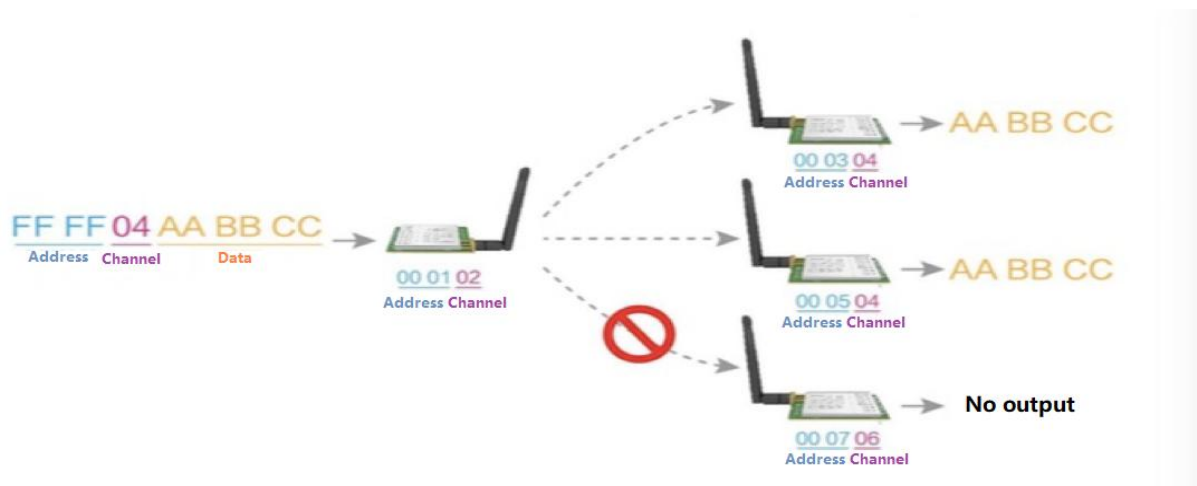 FF FF 04 AA BB CC
Address Channel Data
00 01 02
Address Channel
00 03 04
Address Channel
AA BB CC
00 05 04
Address Channel
AA BB CC
00 07 06
Address Channel
No output